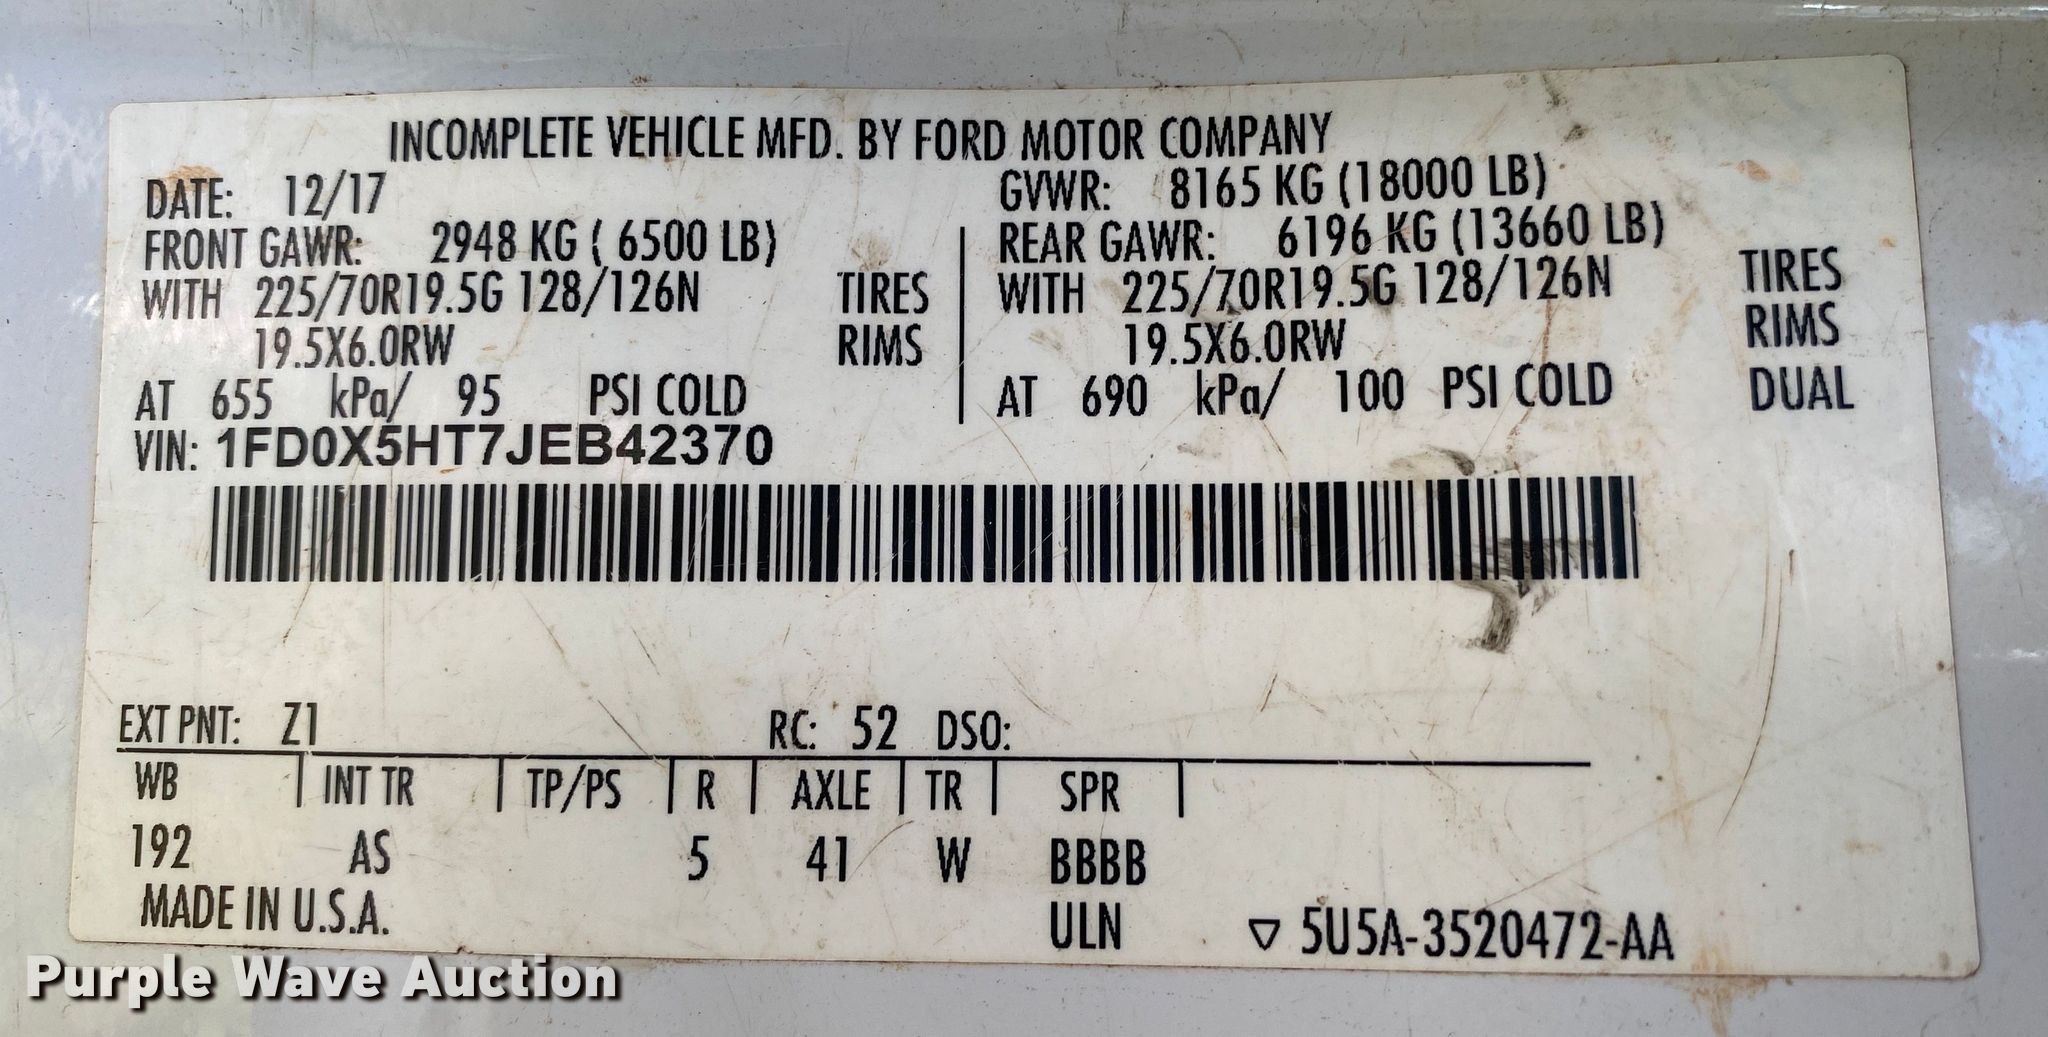 INCOMPLETE VEHICLE MFD. BY FORD MOTOR COMPANY
DATE: 12/17 GVWR: 8165 KG (18000 LB)
FRONT GAWR: 2948 KG ( 6500 LB) REAR GAWR: 6196 KG (13660 LB)
WITH 225/70R19.5G 128/126N TIRES WITH 225/70R19.5G 128/126N TIRES
19.5X6.0RW RIMS 19.5X6.0RW RIMS
AT 655 kPa/ 95 PSI COLD AT 690 kPa/ 100 PSI COLD DUAL
VIN: 1FD0X5HT7JEB42370
EXT PNT: Z1 RC: 52 DSO:
WB INT TR TP/PS R AXLE TR SPR
192 AS 5 41 W BBBB
MADE IN U.S.A. ULN ▽ 5U5A-3520472-AA
Purple Wave Auction